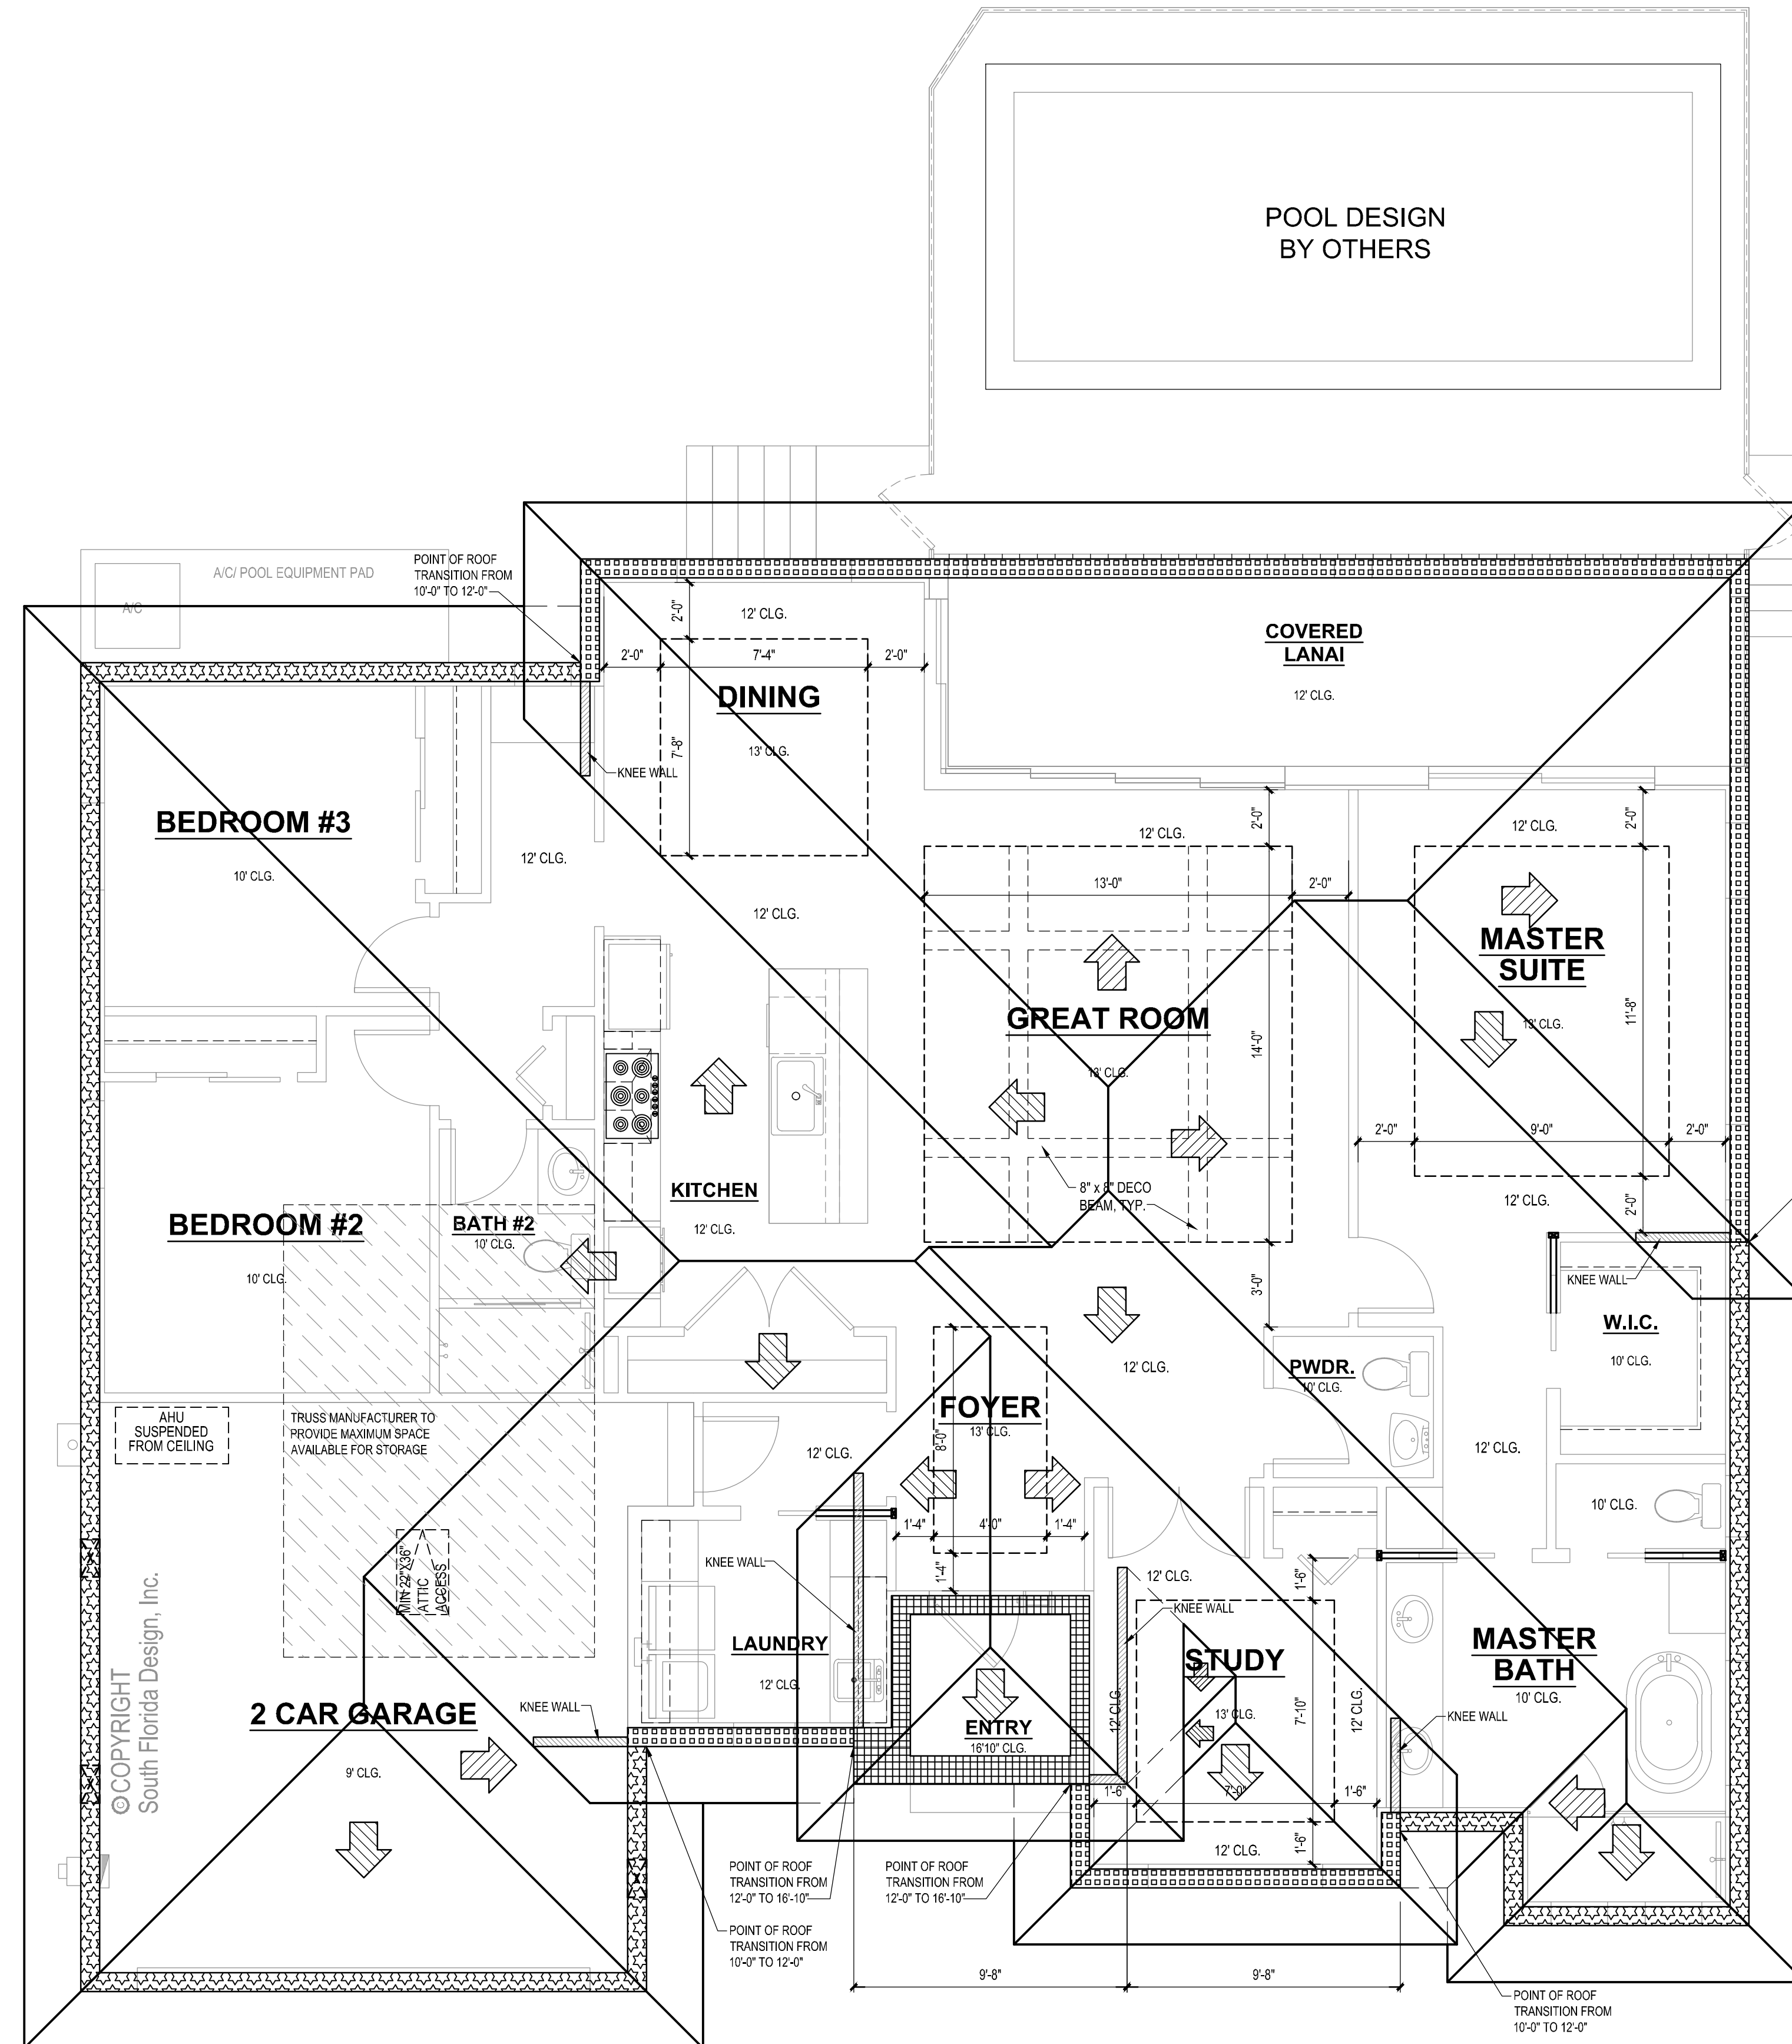 POOL DESIGN
BY OTHERS
A/C/ POOL EQUIPMENT PAD
A/C
POINT OF ROOF
TRANSITION FROM
10'-0" TO 12'-0"
2'-0"
12' CLG.
COVERED
LANAI
12' CLG.
2'-0"
7'-4"
2'-0"
DINING
13' CLG.
7'-8"
KNEE WALL
BEDROOM #3
10' CLG.
12' CLG.
12' CLG.
2'-0"
12' CLG.
2'-0"
13'-0"
2'-0"
12' CLG.
MASTER
SUITE
13' CLG.
11'-8"
GREAT ROOM
13' CLG.
14'-0"
2'-0"
9'-0"
2'-0"
8" x 8" DECO
BEAM, TYP.
KITCHEN
12' CLG.
12' CLG.
2'-0"
BEDROOM #2
10' CLG.
BATH #2
10' CLG.
3'-0"
KNEE WALL
W.I.C.
10' CLG.
12' CLG.
PWDR.
10' CLG.
FOYER
13' CLG.
8'-0"
AHU
SUSPENDED
FROM CEILING
TRUSS MANUFACTURER TO
PROVIDE MAXIMUM SPACE
AVAILABLE FOR STORAGE
12' CLG.
12' CLG.
10' CLG.
1'-4"
4'-0"
1'-4"
MIN 22"X36"
ATTIC
ACCESS
KNEE WALL
1'-4"
12' CLG.
KNEE WALL
1'-6"
LAUNDRY
12' CLG.
STUDY
13' CLG.
7'-10"
12' CLG.
12' CLG.
MASTER
BATH
10' CLG.
KNEE WALL
2 CAR GARAGE
9' CLG.
KNEE WALL
ENTRY
16'10" CLG.
1'-6"
7'-0"
1'-6"
12' CLG.
1'-6"
©COPYRIGHT
South Florida Design, Inc.
POINT OF ROOF
TRANSITION FROM
12'-0" TO 16'-10"
POINT OF ROOF
TRANSITION FROM
12'-0" TO 16'-10"
POINT OF ROOF
TRANSITION FROM
10'-0" TO 12'-0"
9'-8"
9'-8"
POINT OF ROOF
TRANSITION FROM
10'-0" TO 12'-0"